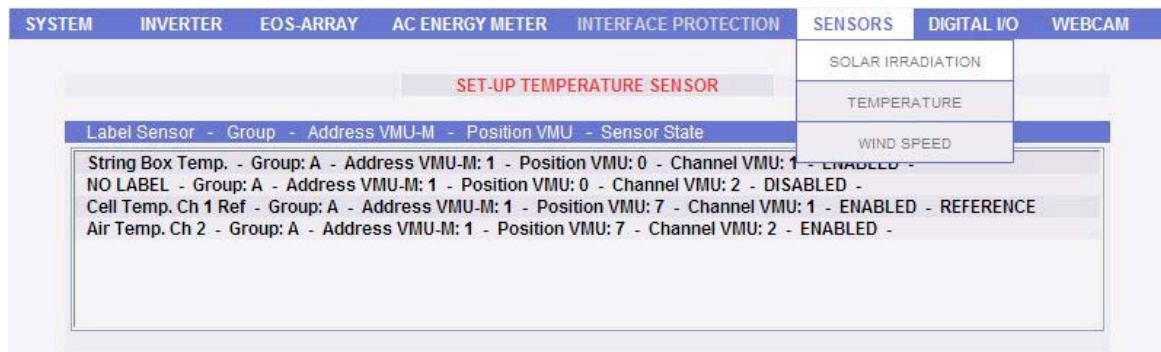 SYSTEM INVERTER EOS-ARRAY AC ENERGY METER INTERFACE PROTECTION SENSORS DIGITAL I/O WEBCAM
SOLAR IRRADIATION
TEMPERATURE
WIND SPEED
SET-UP TEMPERATURE SENSOR
Label Sensor - Group - Address VMU-M - Position VMU - Sensor State
String Box Temp. - Group: A - Address VMU-M: 1 - Position VMU: 0 - Channel VMU: 1 - ENABLED -
NO LABEL - Group: A - Address VMU-M: 1 - Position VMU: 0 - Channel VMU: 2 - DISABLED -
Cell Temp. Ch 1 Ref - Group: A - Address VMU-M: 1 - Position VMU: 7 - Channel VMU: 1 - ENABLED - REFERENCE
Air Temp. Ch 2 - Group: A - Address VMU-M: 1 - Position VMU: 7 - Channel VMU: 2 - ENABLED -